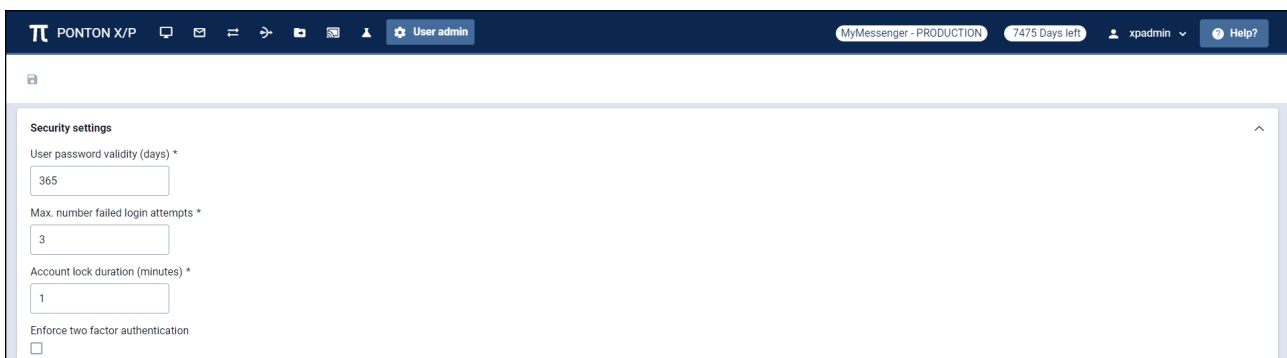 PONTON X/P User admin MyMessenger - PRODUCTION 7475 Days left xpadmin Help?
Security settings
User password validity (days) *
365
Max. number failed login attempts *
3
Account lock duration (minutes) *
1
Enforce two factor authentication